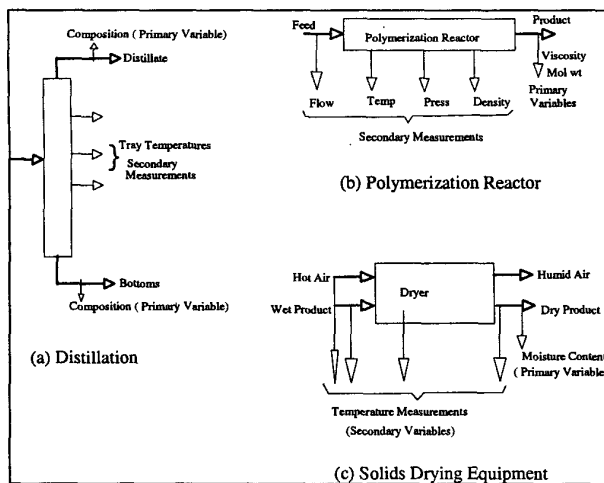 Composition ( Primary Variable)
Distillate
Tray Temperatures
Secondary
Measurements
Bottoms
Composition ( Primary Variable)
(a) Distillation
Feed
Product
Polymerization Reactor
Viscosity
Mol wt
Primary
Variables
Flow
Temp
Press
Density
Secondary Measurements
(b) Polymerization Reactor
Hot Air
Humid Air
Dryer
Wet Product
Dry Product
Moisture Content
( Primary Variable
Temperature Measurements
(Secondary Variables)
(c) Solids Drying Equipment